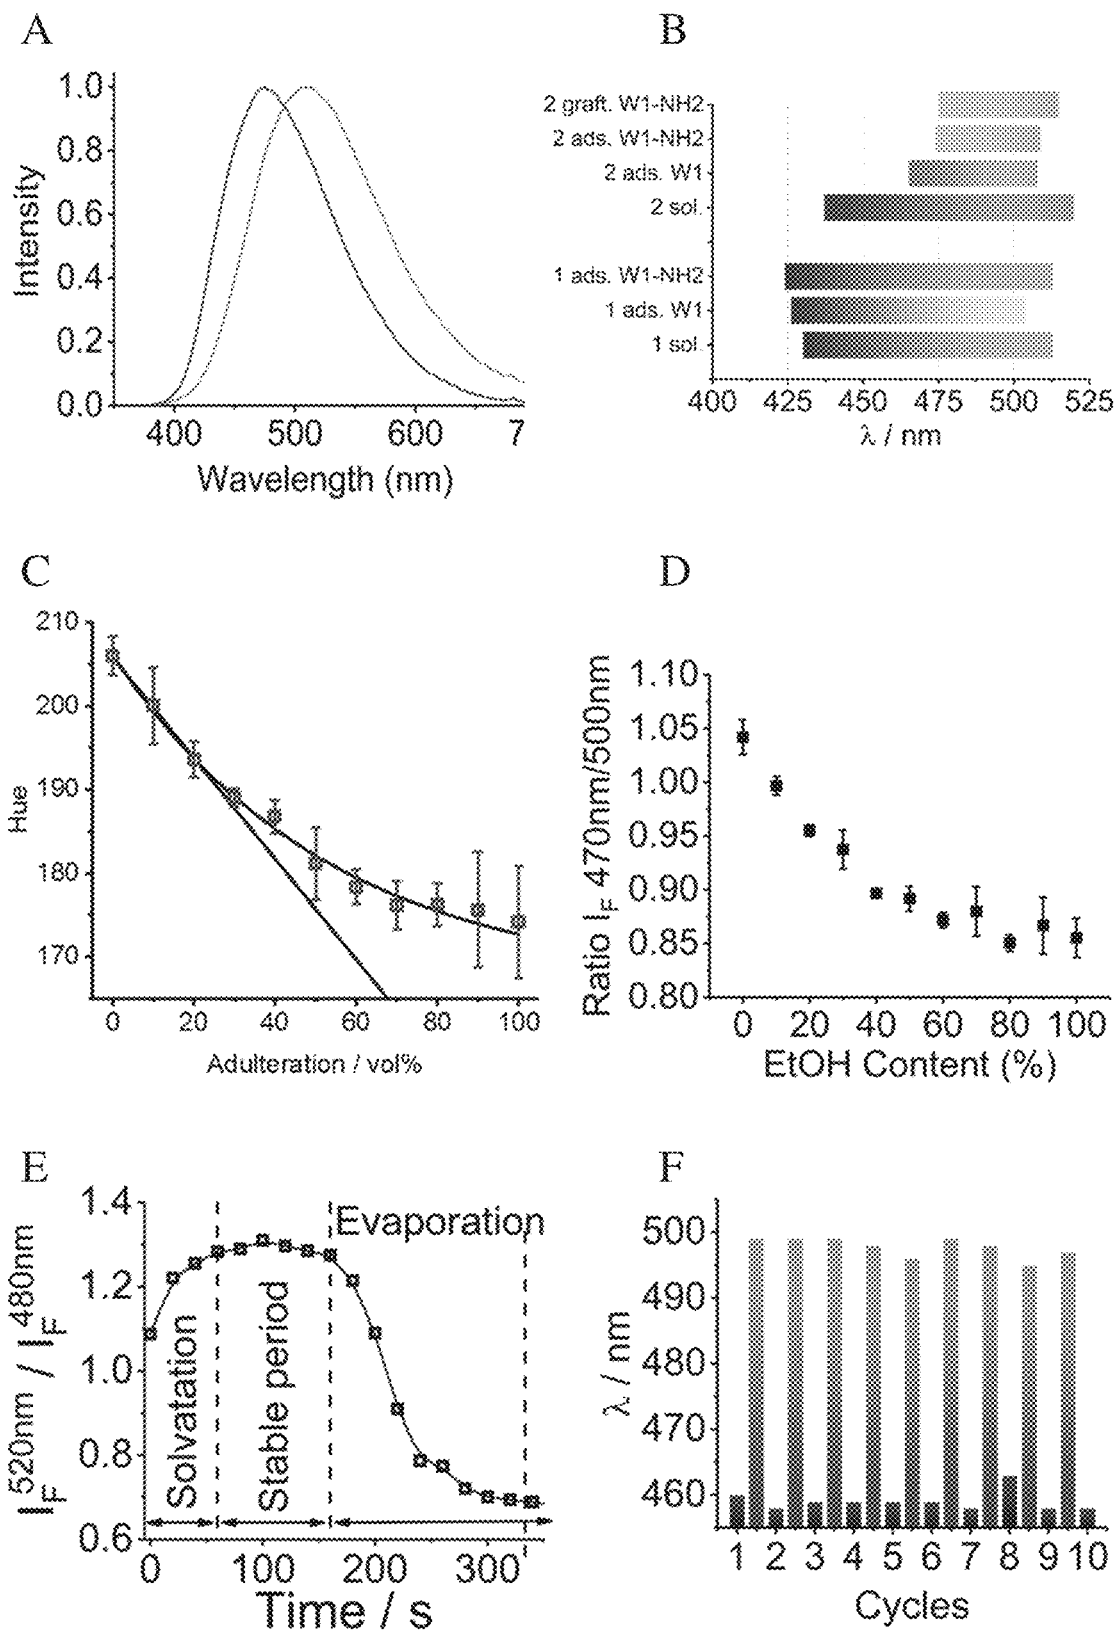 A
Intensity
1.0
0.8
0.6
0.4
0.2
0.0
400 500 600 7
Wavelength (nm)
B
2 graft. W1-NH2
2 ads. W1-NH2
2 ads. W1
2 sol.
1 ads. W1-NH2
1 ads. W1
1 sol.
400 425 450 475 500 525
λ / nm
C
Hue
210
200
190
180
170
0 20 40 60 80 100
Adulteration / vol%
D
Ratio I_F 470nm/500nm
1.10
1.05
1.00
0.95
0.90
0.85
0.80
0 20 40 60 80 100
EtOH Content (%)
E
I_F^520nm / I_F^480nm
1.4
1.2
1.0
0.8
0.6
Solvatation
Stable period
Evaporation
0 100 200 300
Time / s
F
λ / nm
500
490
480
470
460
1 2 3 4 5 6 7 8 9 10
Cycles